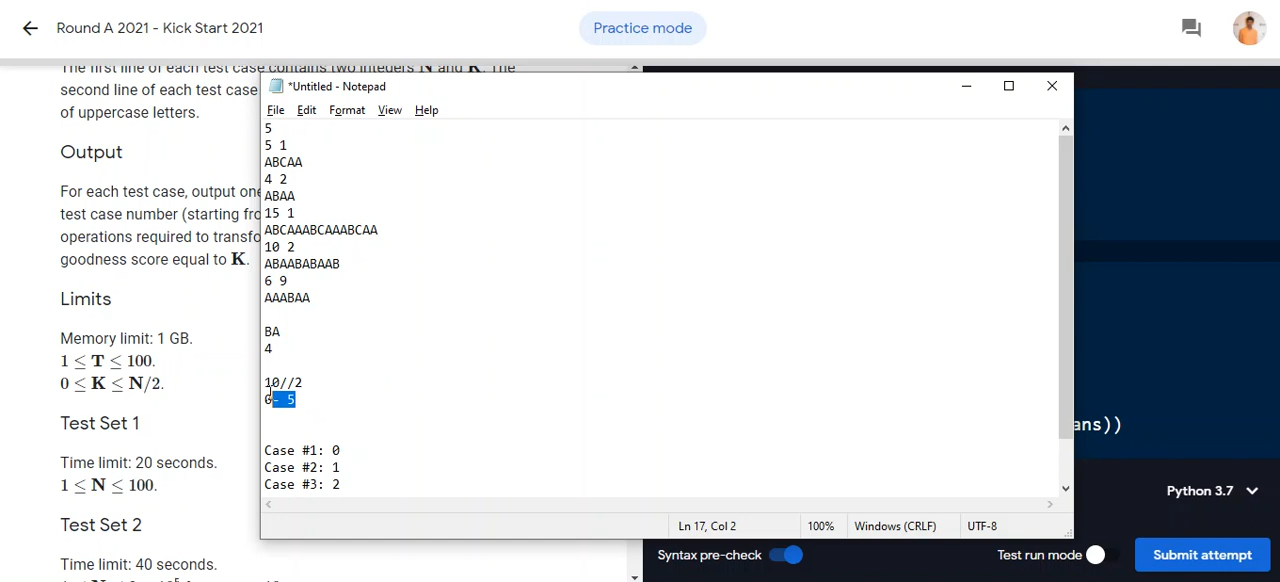 Round A 2021 - Kick Start 2021
Practice mode
The first line of each test case contains two integers N and K. The
second line of each test case
of uppercase letters.
Output
For each test case, output one
test case number (starting fro
operations required to transfo
goodness score equal to K.
Limits
Memory limit: 1 GB.
1 ≤ T ≤ 100.
0 ≤ K ≤ N/2.
Test Set 1
Time limit: 20 seconds.
1 ≤ N ≤ 100.
Test Set 2
Time limit: 40 seconds.
*Untitled - Notepad
File Edit Format View Help
5
5 1
ABCAA
4 2
ABAA
15 1
ABCAAABCAAABCAA
10 2
ABAABABAAB
6 9
AAABAA
BA
4
10//2
0- 5
Case #1: 0
Case #2: 1
Case #3: 2
Ln 17, Col 2
100%
Windows (CRLF)
UTF-8
ans))
Python 3.7
Syntax pre-check
Test run mode
Submit attempt